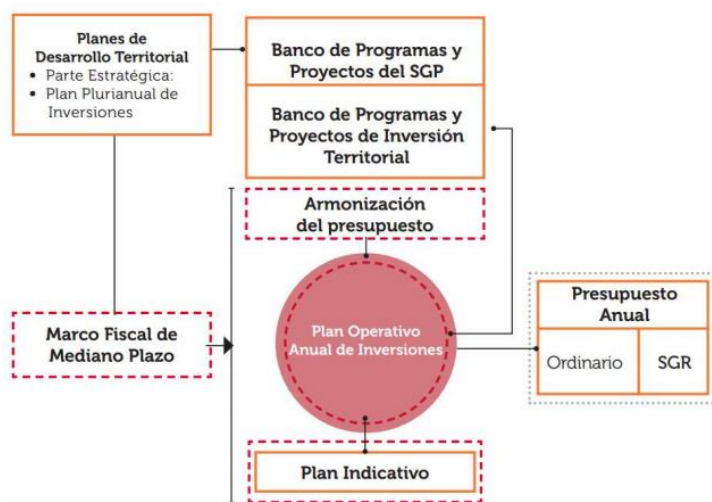 Planes de
Desarrollo Territorial
• Parte Estratégica:
• Plan Plurianual de
Inversiones
Banco de Programas y
Proyectos del SGP
Banco de Programas y
Proyectos de Inversión
Territorial
Armonización
del presupuesto
Marco Fiscal de
Mediano Plazo
Plan Operativo
Anual de Inversiones
Presupuesto
Anual
Ordinario
SGR
Plan Indicativo